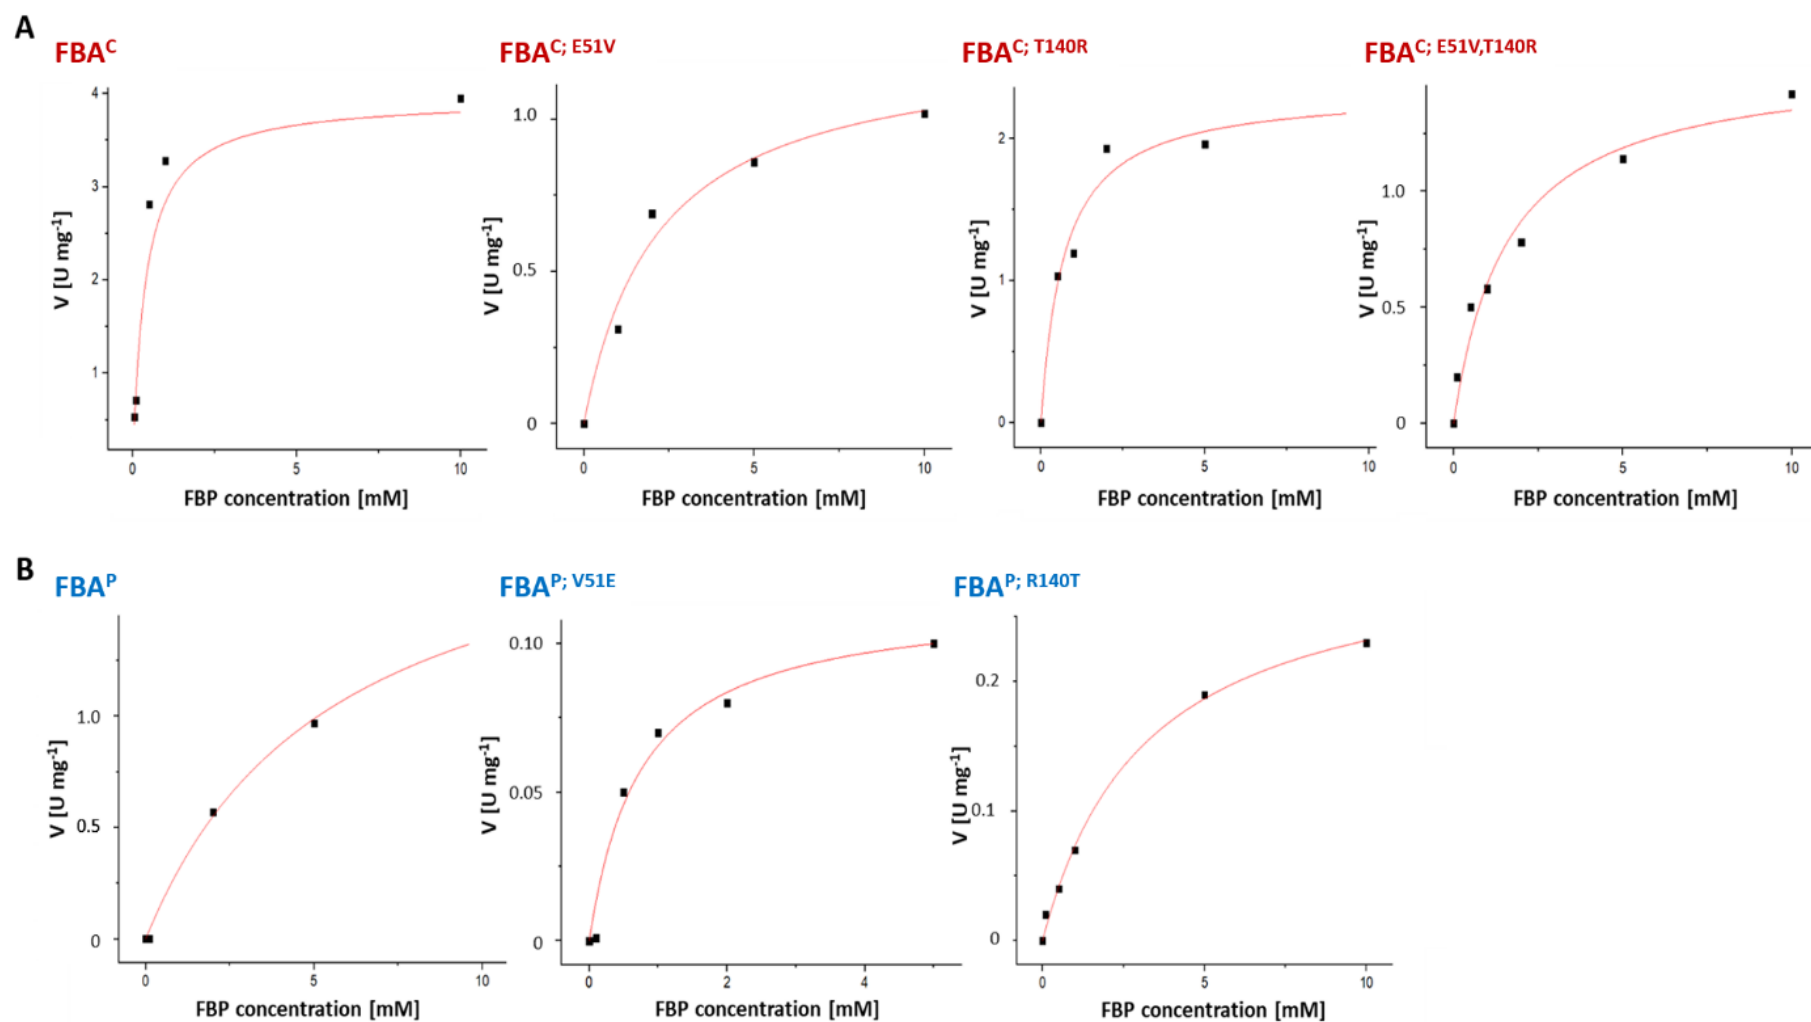 A
FBA^C
FBA^C; E51V
FBA^C; T140R
FBA^C; E51V,T140R
V [U mg⁻¹]
4
3
2
1
0
5
10
FBP concentration [mM]
V [U mg⁻¹]
1.0
0.5
0
0
5
10
FBP concentration [mM]
V [U mg⁻¹]
2
1
0
0
5
10
FBP concentration [mM]
V [U mg⁻¹]
1.0
0.5
0
0
5
10
FBP concentration [mM]
B
FBA^P
FBA^P; V51E
FBA^P; R140T
V [U mg⁻¹]
1.0
0.5
0
0
5
10
FBP concentration [mM]
V [U mg⁻¹]
0.10
0.05
0
0
2
4
FBP concentration [mM]
V [U mg⁻¹]
0.2
0.1
0
0
5
10
FBP concentration [mM]